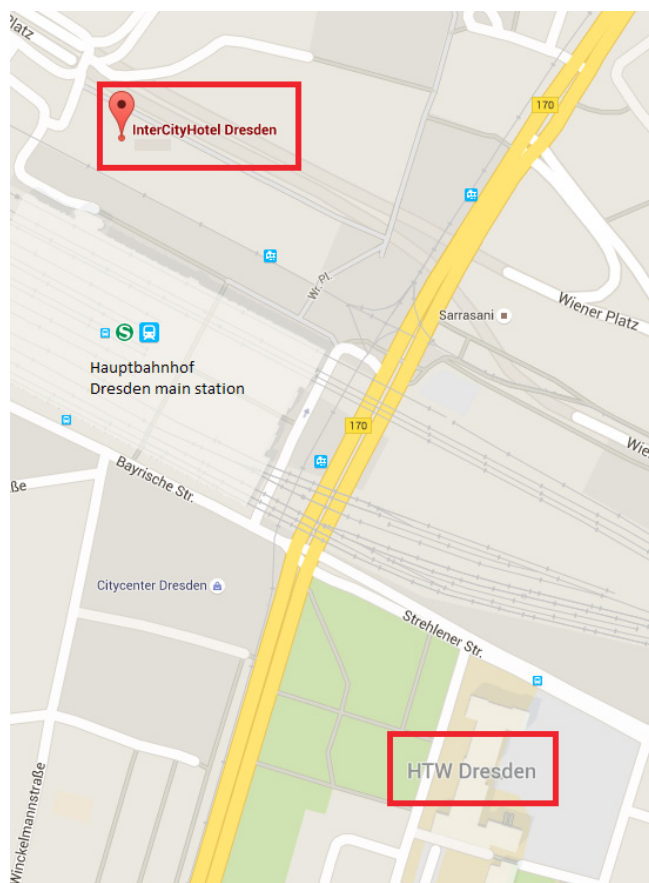 Platz
170
InterCityHotel Dresden
Wr. Pl.
Wiener Platz
Sarrasani
S
Hauptbahnhof
Dresden main station
170
Wie
Bayrische Str.
ße
Citycenter Dresden
Strehlener Str.
HTW Dresden
Winckelmannstraße